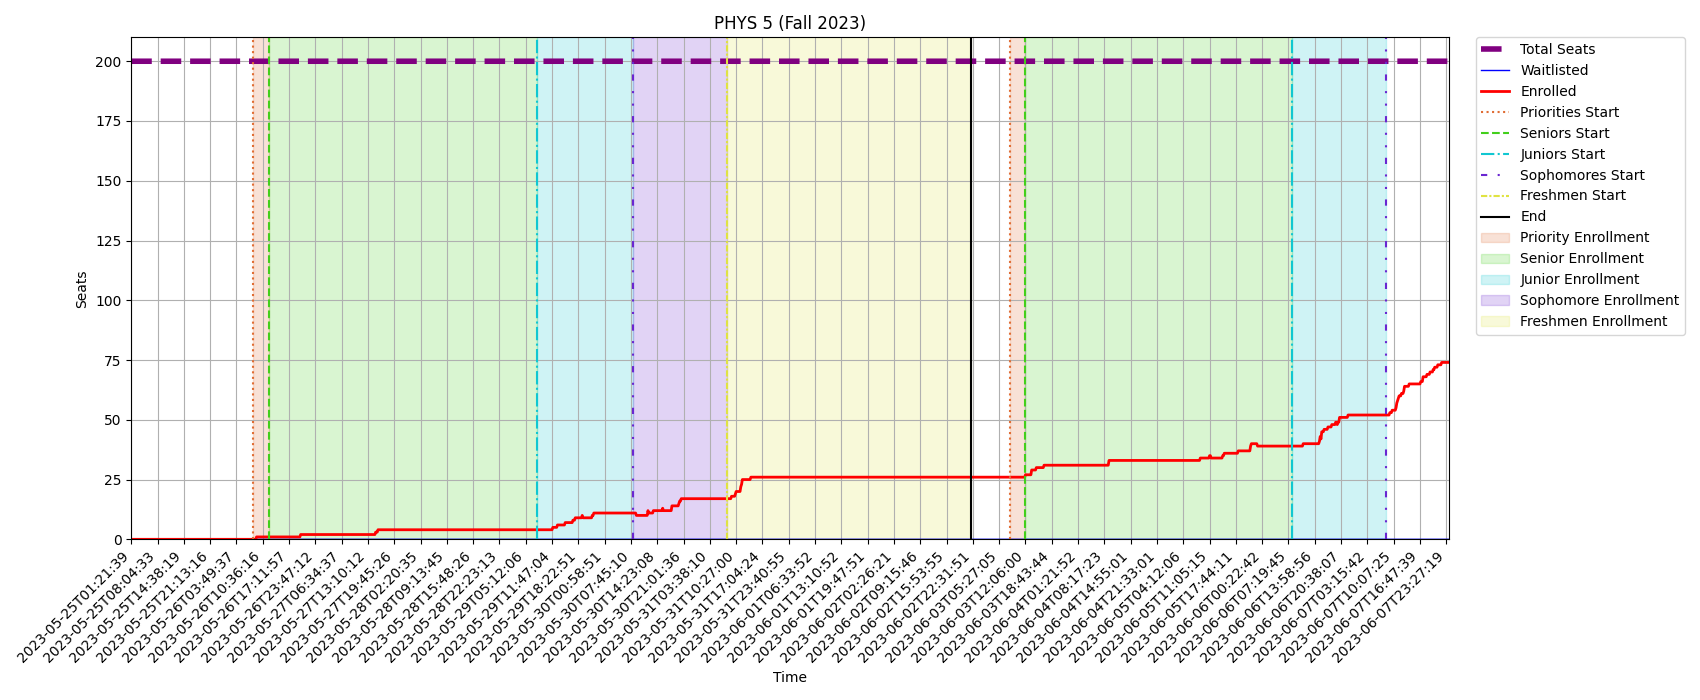 PHYS 5 (Fall 2023)
Seats
200
175
150
125
100
75
50
25
0
2023-05-25T01:21:39
2023-05-25T08:04:33
2023-05-25T14:38:19
2023-05-25T21:13:16
2023-05-26T03:49:37
2023-05-26T10:36:16
2023-05-26T17:11:57
2023-05-26T23:47:12
2023-05-27T06:34:37
2023-05-27T13:10:12
2023-05-27T19:45:26
2023-05-28T02:20:35
2023-05-28T09:13:45
2023-05-28T15:48:26
2023-05-28T22:23:13
2023-05-29T05:12:06
2023-05-29T11:47:04
2023-05-29T18:22:51
2023-05-30T00:58:51
2023-05-30T07:45:10
2023-05-30T14:23:08
2023-05-30T21:01:36
2023-05-31T03:38:10
2023-05-31T10:27:00
2023-05-31T17:04:24
2023-05-31T23:40:55
2023-06-01T06:33:52
2023-06-01T13:10:52
2023-06-01T19:47:51
2023-06-02T02:26:21
2023-06-02T09:15:46
2023-06-02T15:53:55
2023-06-02T22:31:51
2023-06-03T05:27:05
2023-06-03T12:06:00
2023-06-03T18:43:44
2023-06-04T01:21:52
2023-06-04T08:17:23
2023-06-04T14:55:01
2023-06-04T21:33:01
2023-06-05T04:12:06
2023-06-05T11:05:15
2023-06-05T17:44:11
2023-06-06T00:22:42
2023-06-06T07:19:45
2023-06-06T13:58:56
2023-06-06T20:38:07
2023-06-07T03:15:42
2023-06-07T10:07:25
2023-06-07T16:47:39
2023-06-07T23:27:19
Time
Total Seats
Waitlisted
Enrolled
Priorities Start
Seniors Start
Juniors Start
Sophomores Start
Freshmen Start
End
Priority Enrollment
Senior Enrollment
Junior Enrollment
Sophomore Enrollment
Freshmen Enrollment